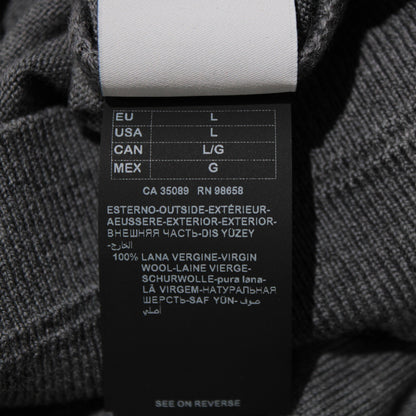 EU L
USA L
CAN L/G
MEX G
CA 35089 RN 98658
ESTERNO-OUTSIDE-EXTÉRIEUR-
AEUSSERE-EXTERIOR-EXTERIOR-
ВНЕШНЯЯ ЧАСТЬ-DIS YÜZEY
-الخارج
100% LANA VERGINE-VIRGIN
WOOL-LAINE VIERGE-
SCHURWOLLE-pura lana-
LÃ VIRGEM-НАТУРАЛЬНАЯ
ШЕРСТЬ-SAF YÜN- صوف
أصلي
SEE ON REVERSE